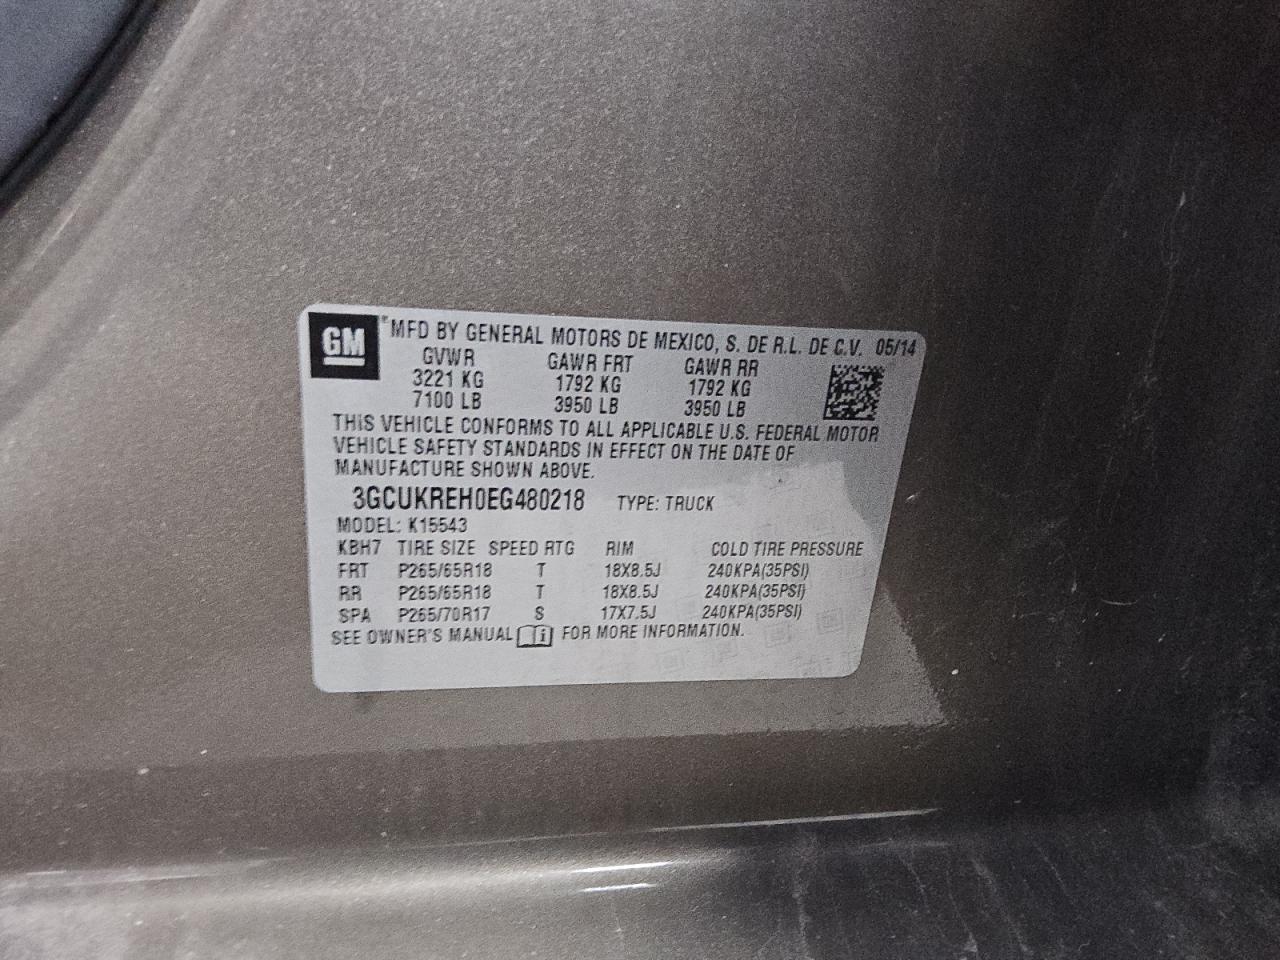 GM
MFD BY GENERAL MOTORS DE MEXICO, S. DE R.L. DE C.V. 05/14
GVWR GAWR FRT GAWR RR
3221 KG 1792 KG 1792 KG
7100 LB 3950 LB 3950 LB
THIS VEHICLE CONFORMS TO ALL APPLICABLE U.S. FEDERAL MOTOR
VEHICLE SAFETY STANDARDS IN EFFECT ON THE DATE OF
MANUFACTURE SHOWN ABOVE.
3GCUKREH0EG480218 TYPE: TRUCK
MODEL: K15543
KBH7 TIRE SIZE SPEED RTG RIM COLD TIRE PRESSURE
FRT P265/65R18 T 18X8.5J 240KPA(35PSI)
RR P265/65R18 T 18X8.5J 240KPA(35PSI)
SPA P265/70R17 S 17X7.5J 240KPA(35PSI)
SEE OWNER'S MANUAL FOR MORE INFORMATION.